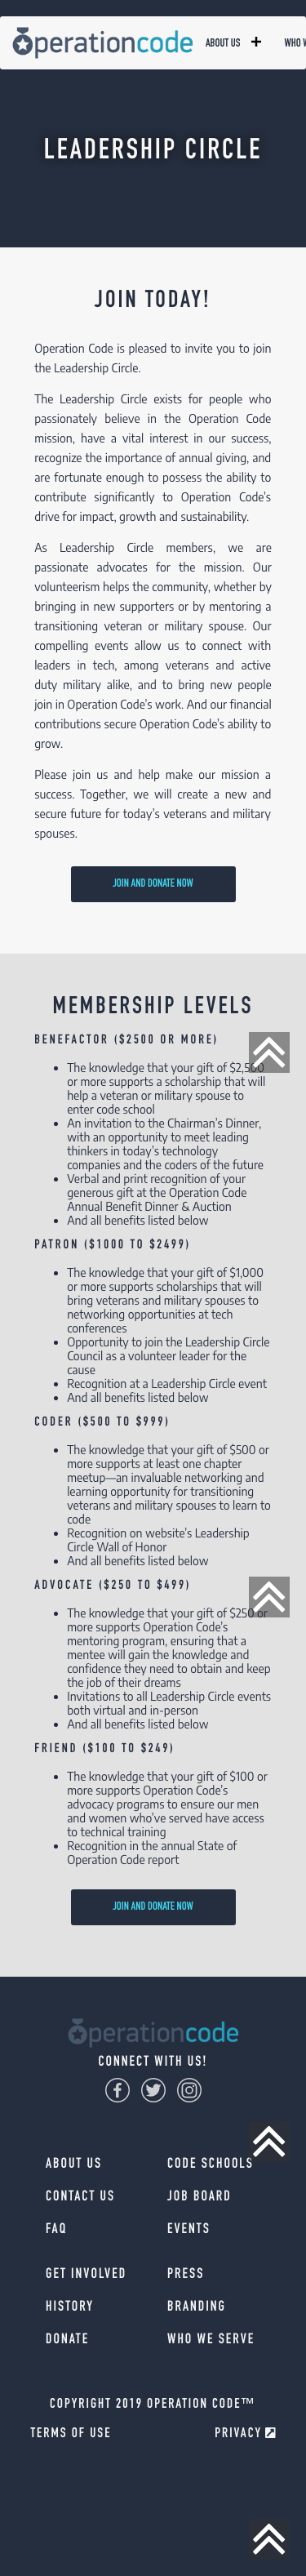 operationcode
ABOUT US +
WHO W
LEADERSHIP CIRCLE
JOIN TODAY!
Operation Code is pleased to invite you to join
the Leadership Circle.
The Leadership Circle exists for people who
passionately believe in the Operation Code
mission, have a vital interest in our success,
recognize the importance of annual giving, and
are fortunate enough to possess the ability to
contribute significantly to Operation Code's
drive for impact, growth and sustainability.
As Leadership Circle members, we are
passionate advocates for the mission. Our
volunteerism helps the community, whether by
bringing in new supporters or by mentoring a
transitioning veteran or military spouse. Our
compelling events allow us to connect with
leaders in tech, among veterans and active
duty military alike, and to bring new people
join in Operation Code's work. And our financial
contributions secure Operation Code's ability to
grow.
Please join us and help make our mission a
success. Together, we will create a new and
secure future for today's veterans and military
spouses.
JOIN AND DONATE NOW
MEMBERSHIP LEVELS
BENEFACTOR ($2500 OR MORE)
• The knowledge that your gift of $2,500
or more supports a scholarship that will
help a veteran or military spouse to
enter code school
• An invitation to the Chairman's Dinner,
with an opportunity to meet leading
thinkers in today's technology
companies and the coders of the future
• Verbal and print recognition of your
generous gift at the Operation Code
Annual Benefit Dinner & Auction
• And all benefits listed below
PATRON ($1000 TO $2499)
• The knowledge that your gift of $1,000
or more supports scholarships that will
bring veterans and military spouses to
networking opportunities at tech
conferences
• Opportunity to join the Leadership Circle
Council as a volunteer leader for the
cause
• Recognition at a Leadership Circle event
• And all benefits listed below
CODER ($500 TO $999)
• The knowledge that your gift of $500 or
more supports at least one chapter
meetup—an invaluable networking and
learning opportunity for transitioning
veterans and military spouses to learn to
code
• Recognition on website's Leadership
Circle Wall of Honor
• And all benefits listed below
ADVOCATE ($250 TO $499)
• The knowledge that your gift of $250 or
more supports Operation Code's
mentoring program, ensuring that a
mentee will gain the knowledge and
confidence they need to obtain and keep
the job of their dreams
• Invitations to all Leadership Circle events
both virtual and in-person
• And all benefits listed below
FRIEND ($100 TO $249)
• The knowledge that your gift of $100 or
more supports Operation Code's
advocacy programs to ensure our men
and women who've served have access
to technical training
• Recognition in the annual State of
Operation Code report
JOIN AND DONATE NOW
operationcode
CONNECT WITH US!
ABOUT US
CODE SCHOOLS
CONTACT US
JOB BOARD
FAQ
EVENTS
GET INVOLVED
PRESS
HISTORY
BRANDING
DONATE
WHO WE SERVE
COPYRIGHT 2019 OPERATION CODE™
TERMS OF USE
PRIVACY